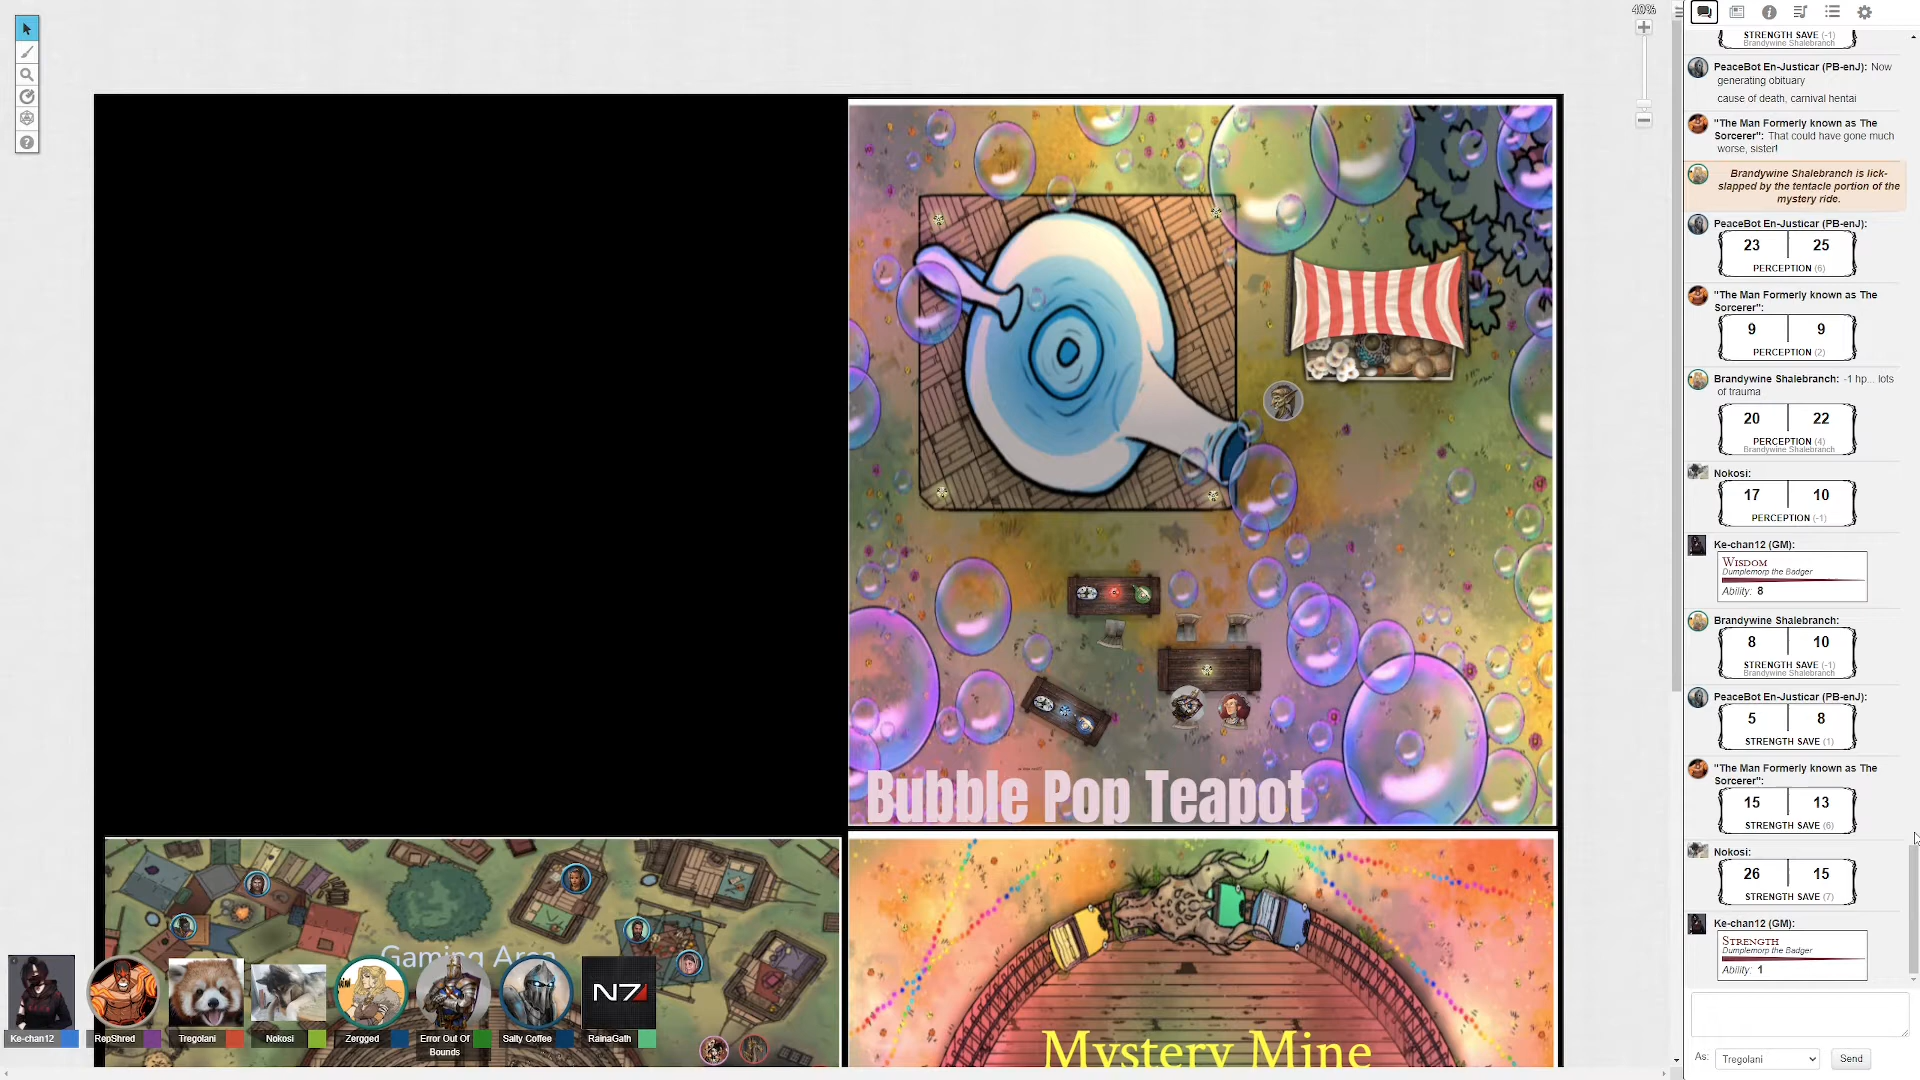 40%
STRENGTH SAVE (-1)
Brandywine Shalebranch
PeaceBot En-Justicar (PB-enJ): Now
generating obituary
cause of death, carnival hentai
"The Man Formerly known as The
Sorcerer": That could have gone much
worse, sister!
Brandywine Shalebranch is lick-
slapped by the tentacle portion of the
mystery ride.
PeaceBot En-Justicar (PB-enJ):
23 25
PERCEPTION (6)
"The Man Formerly known as The
Sorcerer":
9 9
PERCEPTION (2)
Brandywine Shalebranch: -1 hp... lots
of trauma
20 22
PERCEPTION (4)
Brandywine Shalebranch
Nokosi:
17 10
PERCEPTION (-1)
Ke-chan12 (GM):
WISDOM
Dumplemorp the Badger
Ability: 8
Brandywine Shalebranch:
8 10
STRENGTH SAVE (-1)
Brandywine Shalebranch
PeaceBot En-Justicar (PB-enJ):
5 8
STRENGTH SAVE (1)
"The Man Formerly known as The
Sorcerer":
15 13
STRENGTH SAVE (6)
Nokosi:
26 15
STRENGTH SAVE (7)
Ke-chan12 (GM):
STRENGTH
Dumplemorp the Badger
Ability: 1
As: Tregolani Send
Bubble Pop Teapot
Gaming Area
Mystery Mine
N7
Ke-chan12 RepShred Tregolani Nokosi Zergged Error Out Of Bounds Salty Coffee RainaGath